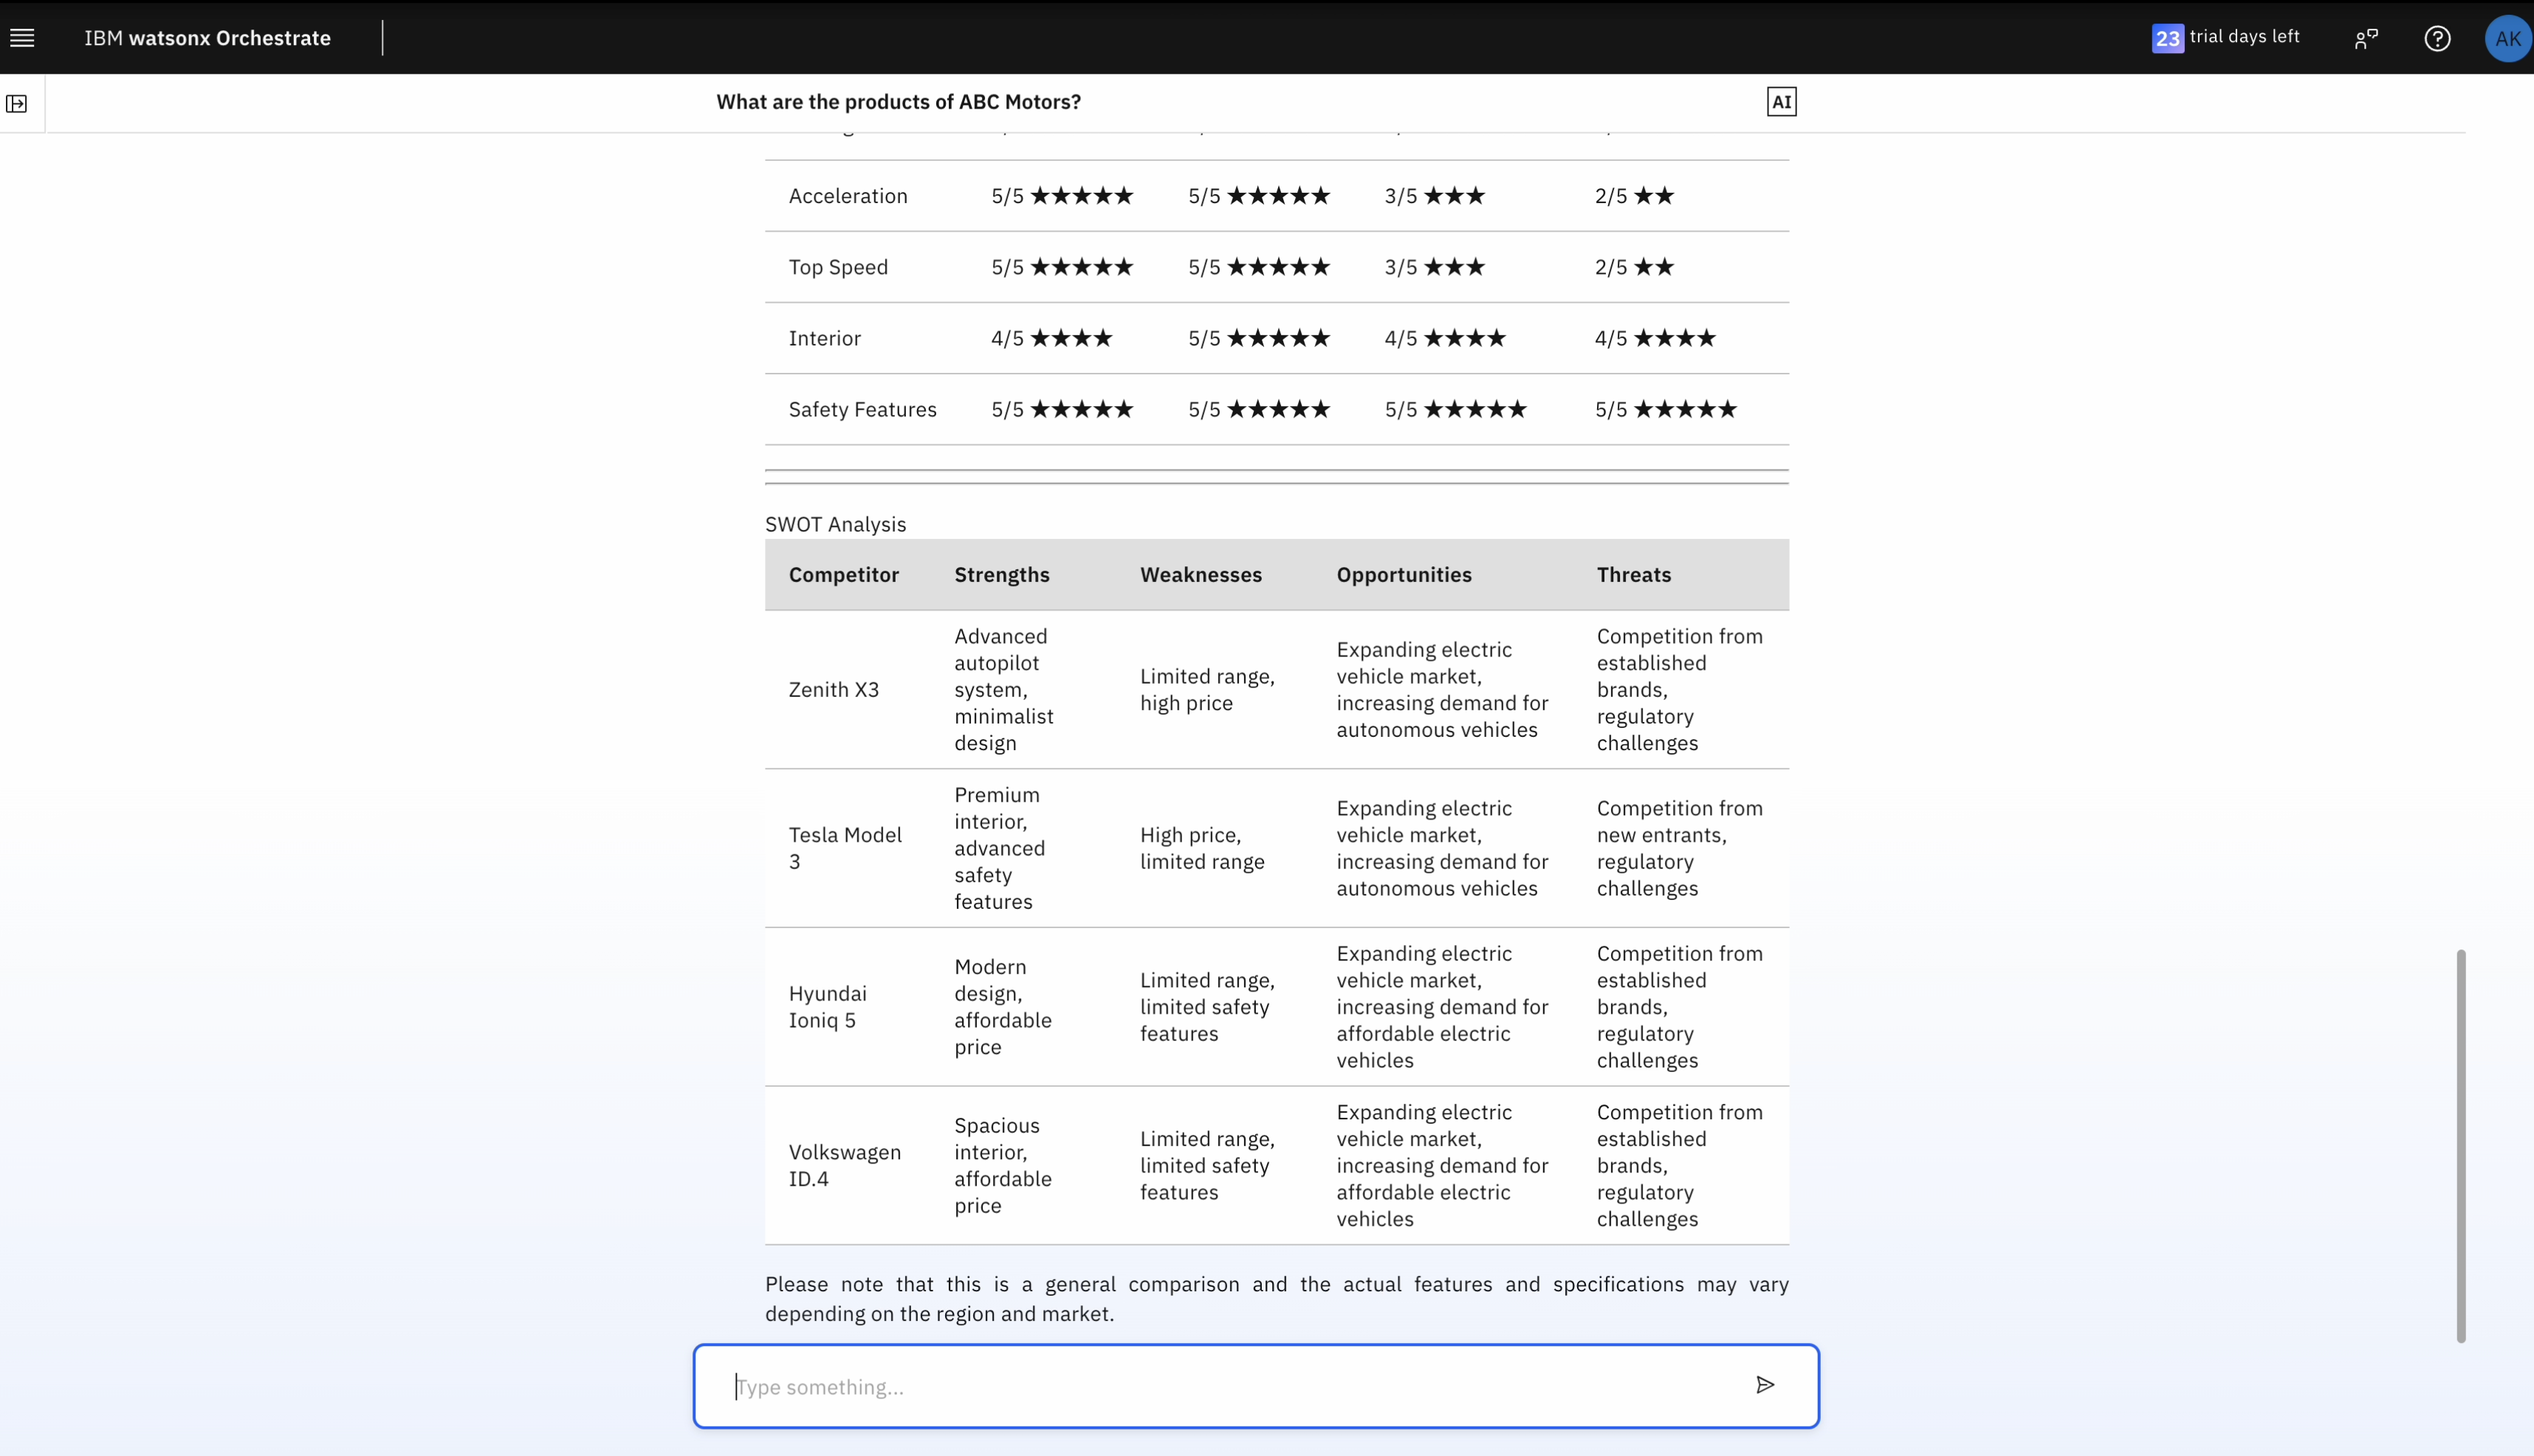 IBM watsonx Orchestrate
23 trial days left
AK
What are the products of ABC Motors?
AI
Acceleration 5/5 ★★★★★ 5/5 ★★★★★ 3/5 ★★★ 2/5 ★★
Top Speed 5/5 ★★★★★ 5/5 ★★★★★ 3/5 ★★★ 2/5 ★★
Interior 4/5 ★★★★ 5/5 ★★★★★ 4/5 ★★★★ 4/5 ★★★★
Safety Features 5/5 ★★★★★ 5/5 ★★★★★ 5/5 ★★★★★ 5/5 ★★★★★
SWOT Analysis
Competitor Strengths Weaknesses Opportunities Threats
Zenith X3
Advanced
autopilot
system,
minimalist
design
Limited range,
high price
Expanding electric
vehicle market,
increasing demand for
autonomous vehicles
Competition from
established
brands,
regulatory
challenges
Tesla Model
3
Premium
interior,
advanced
safety
features
High price,
limited range
Expanding electric
vehicle market,
increasing demand for
autonomous vehicles
Competition from
new entrants,
regulatory
challenges
Hyundai
Ioniq 5
Modern
design,
affordable
price
Limited range,
limited safety
features
Expanding electric
vehicle market,
increasing demand for
affordable electric
vehicles
Competition from
established
brands,
regulatory
challenges
Volkswagen
ID.4
Spacious
interior,
affordable
price
Limited range,
limited safety
features
Expanding electric
vehicle market,
increasing demand for
affordable electric
vehicles
Competition from
established
brands,
regulatory
challenges
Please note that this is a general comparison and the actual features and specifications may vary
depending on the region and market.
Type something...